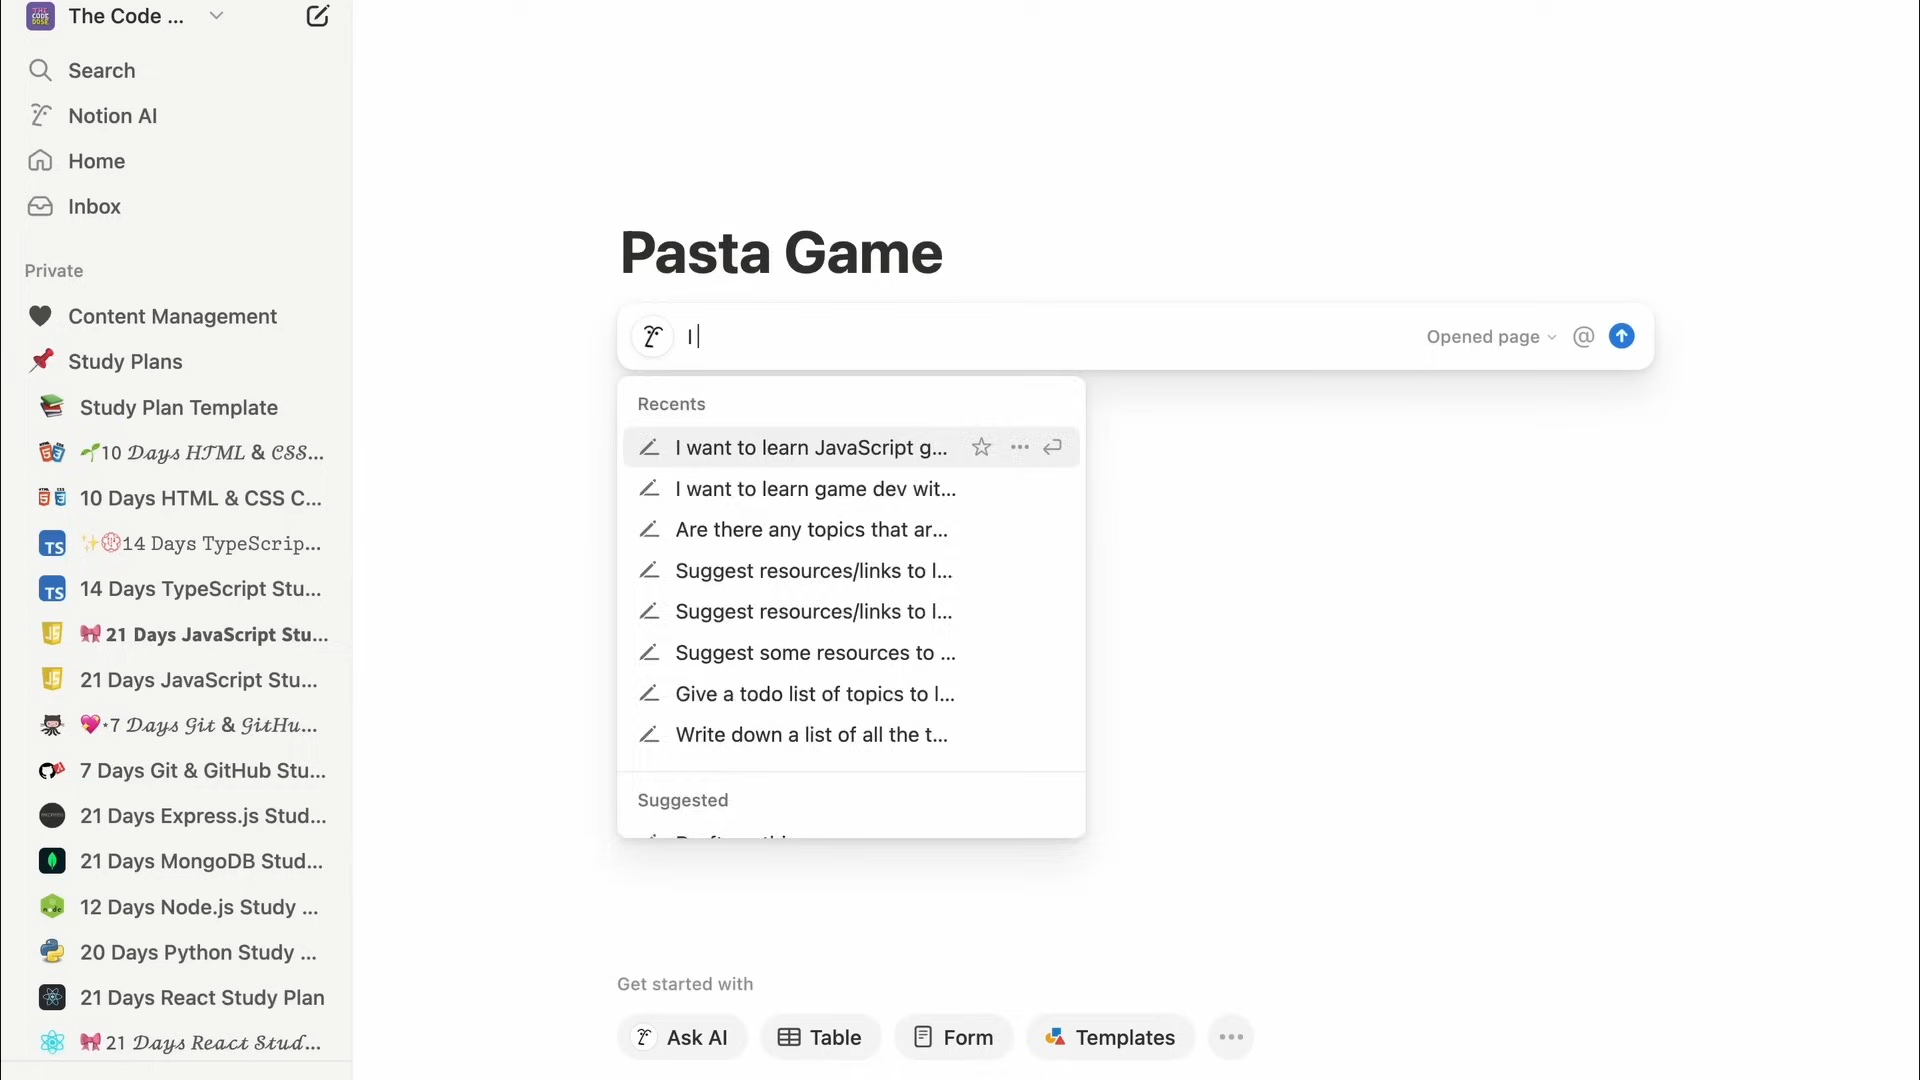 The Code ...
Search
Notion AI
Home
Inbox
Private
Content Management
Study Plans
Study Plan Template
🌱10 𝓓𝓪𝔂𝓼 𝓗𝓣𝓜𝓛 & 𝓒𝓢𝓢...
10 Days HTML & CSS C...
✨14 Days TypeScrip...
14 Days TypeScript Stu...
🎀 21 Days JavaScript Stu...
21 Days JavaScript Stu...
💖⋆7 𝓓𝓪𝔂𝓼 𝓖𝓲𝓽 & 𝓖𝓲𝓽𝓗𝓾...
7 Days Git & GitHub Stu...
21 Days Express.js Stud...
21 Days MongoDB Stud...
12 Days Node.js Study ...
20 Days Python Study ...
21 Days React Study Plan
🎀 21 𝓓𝓪𝔂𝓼 𝓡𝓮𝓪𝓬𝓽 𝓢𝓽𝓾𝓭...
Pasta Game
I
Opened page
@
Recents
I want to learn JavaScript g...
I want to learn game dev wit...
Are there any topics that ar...
Suggest resources/links to l...
Suggest resources/links to l...
Suggest some resources to ...
Give a todo list of topics to l...
Write down a list of all the t...
Suggested
Get started with
Ask AI
Table
Form
Templates